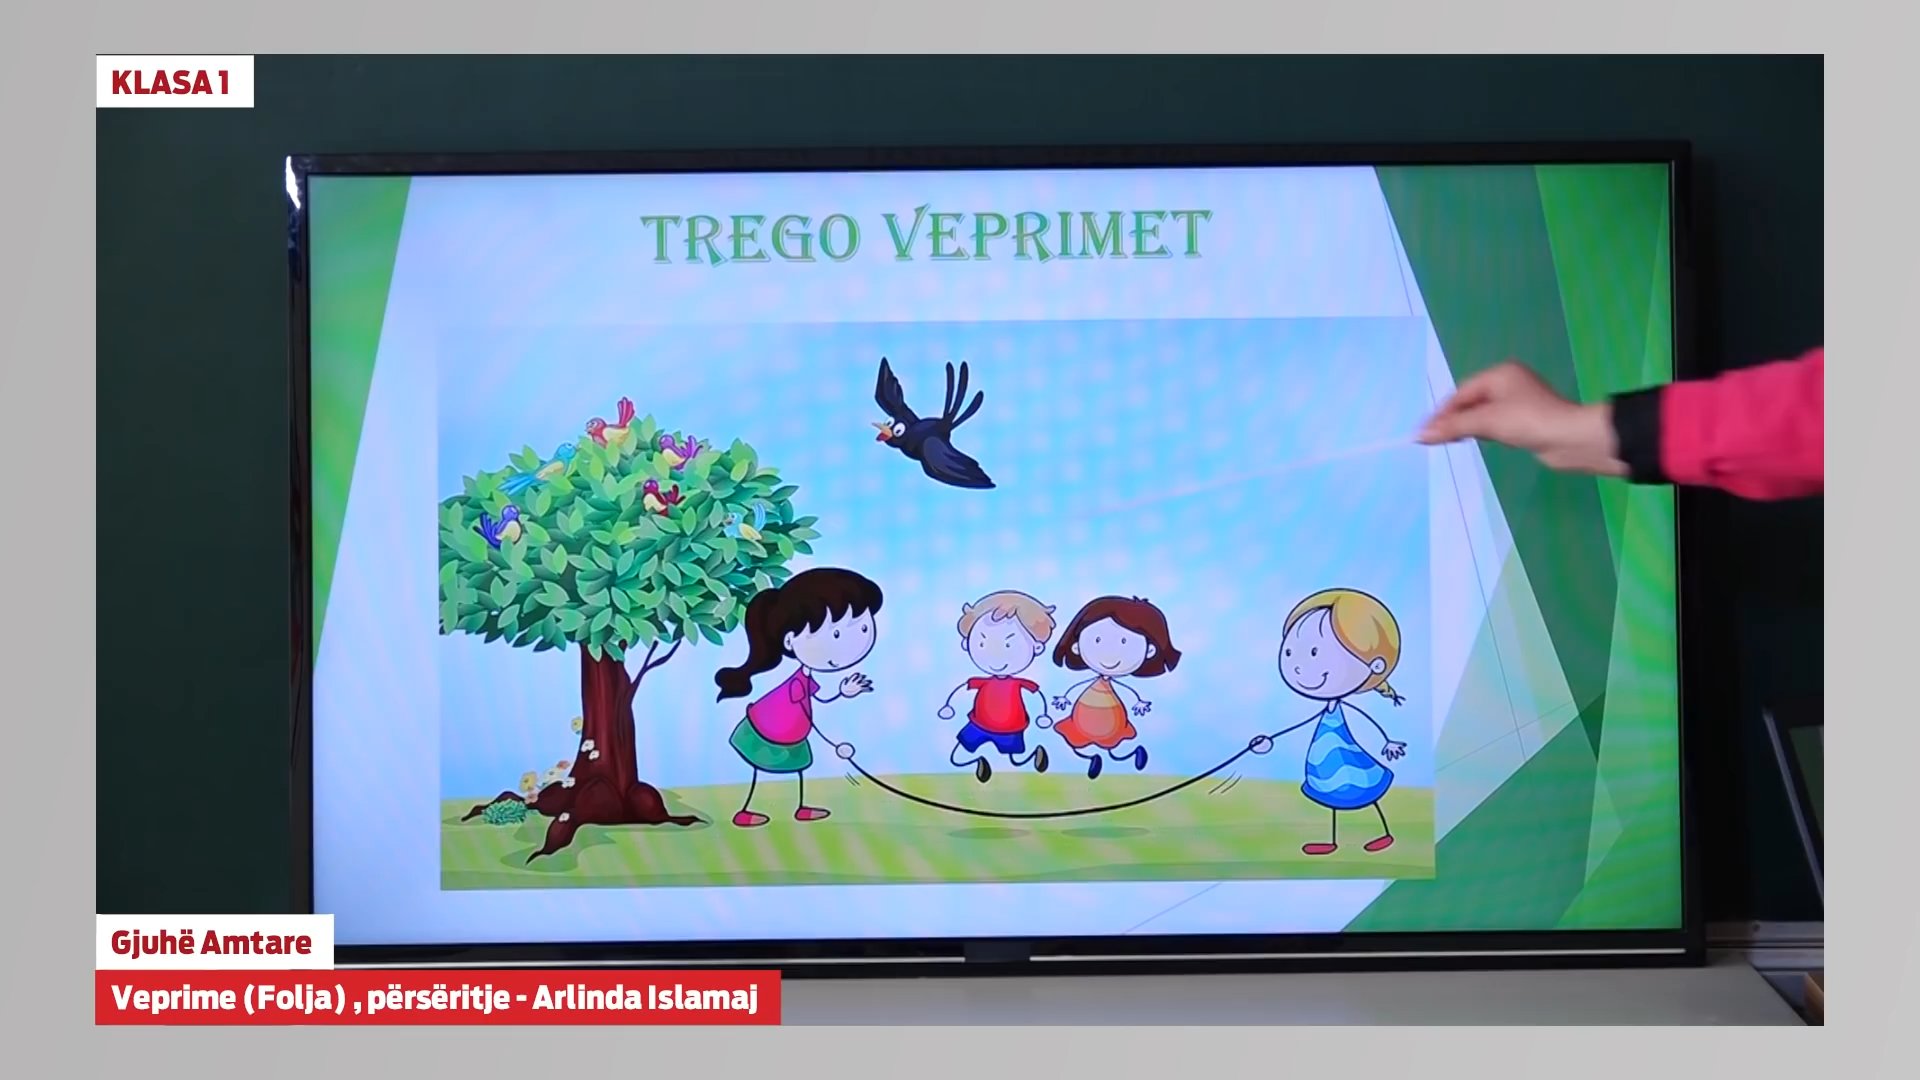 KLASA 1
TREGO VEPRIMET
Gjuhë Amtare
Veprime (Folja) , përsëritje - Arlinda Islamaj